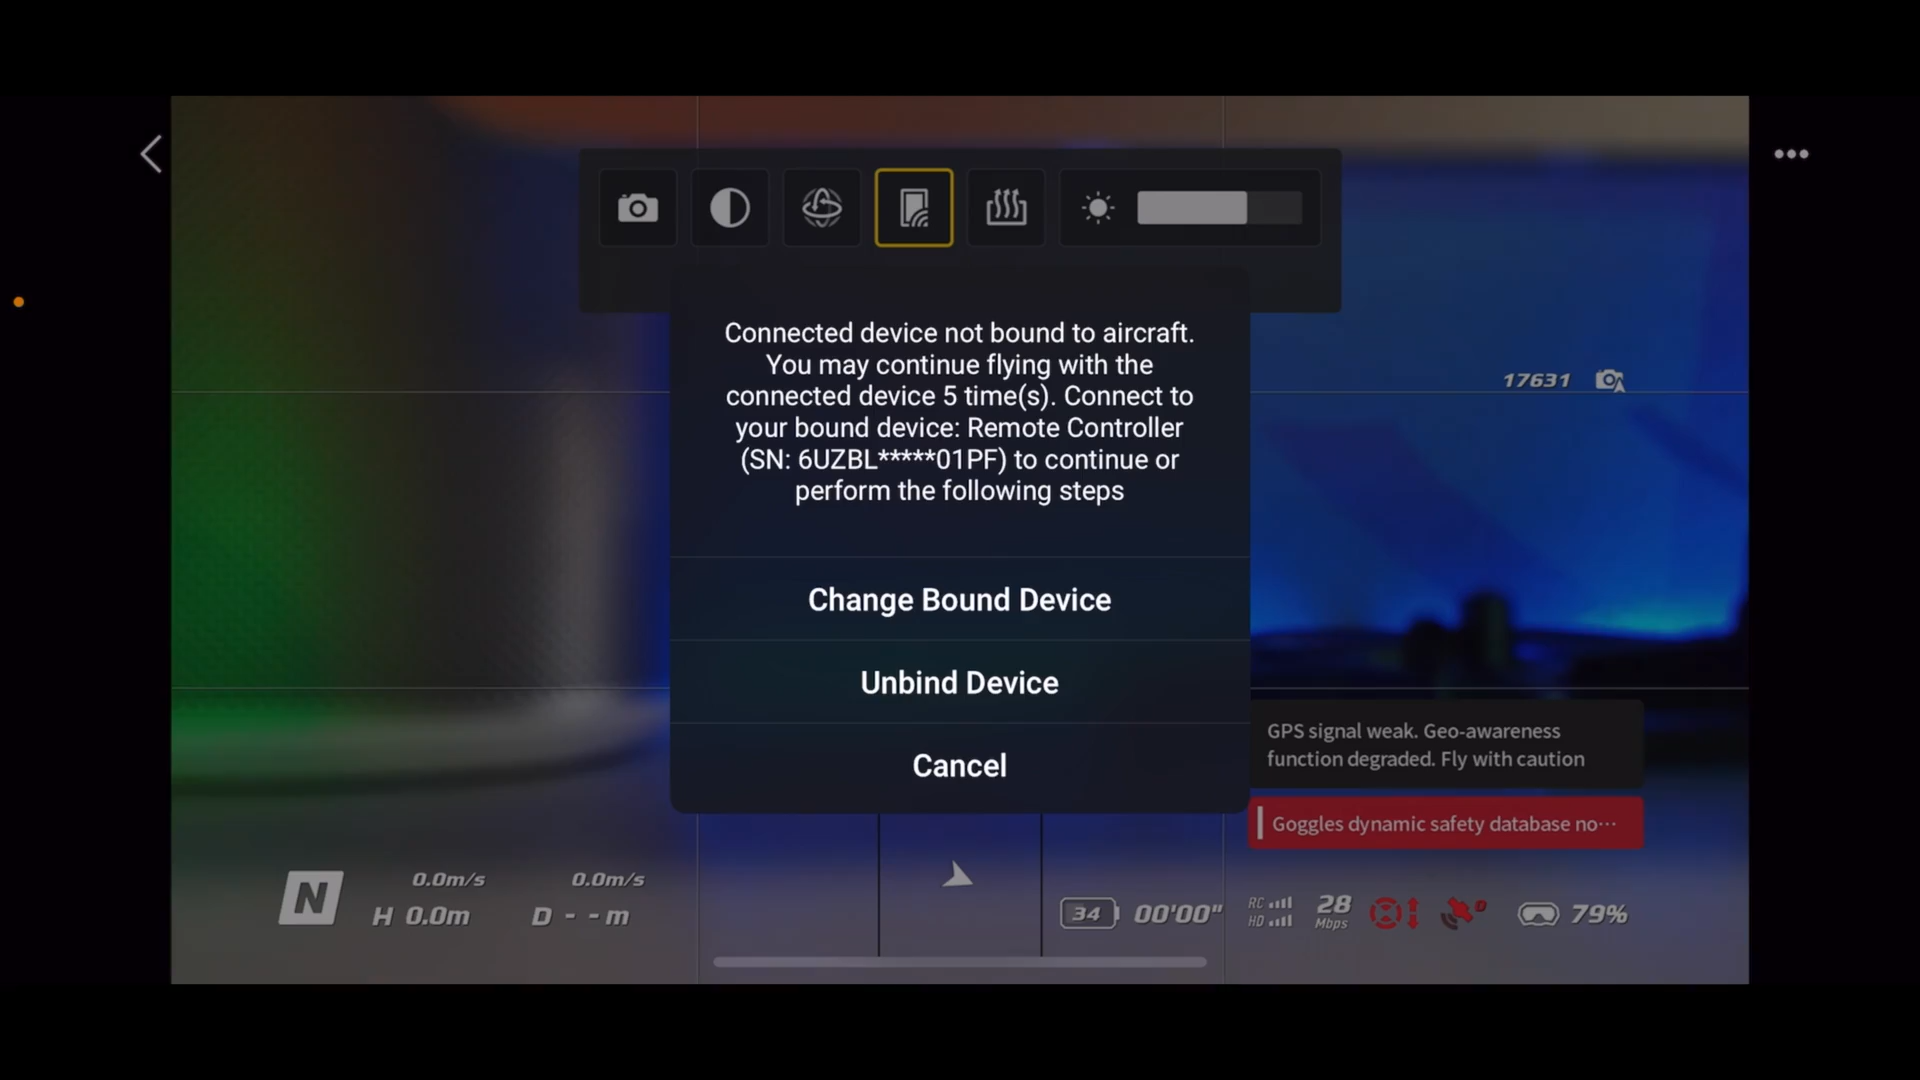 17631
Connected device not bound to aircraft.
You may continue flying with the
connected device 5 time(s). Connect to
your bound device: Remote Controller
(SN: 6UZBL*****01PF) to continue or
perform the following steps
Change Bound Device
Unbind Device
Cancel
GPS signal weak. Geo-awareness
function degraded. Fly with caution
Goggles dynamic safety database no···
N
0.0m/s
0.0m/s
H 0.0m
D - - m
34
00'00"
RC
HD
28
Mbps
79%